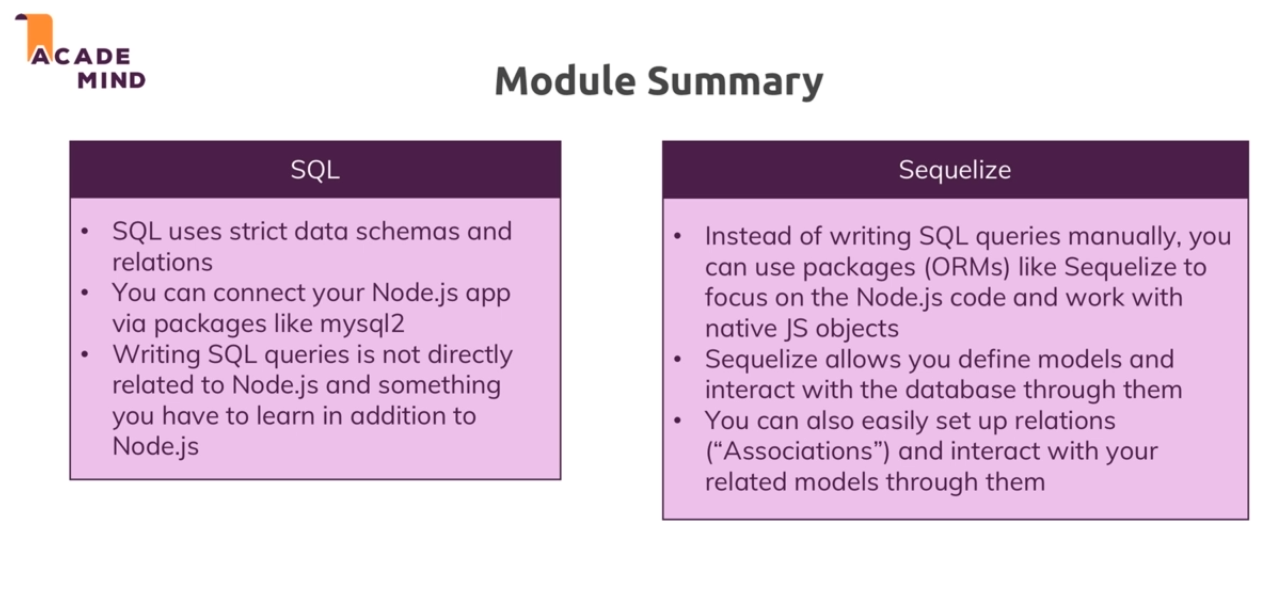 ACADE
MIND
Module Summary
SQL
• SQL uses strict data schemas and
relations
• You can connect your Node.js app
via packages like mysql2
• Writing SQL queries is not directly
related to Node.js and something
you have to learn in addition to
Node.js
Sequelize
• Instead of writing SQL queries manually, you
can use packages (ORMs) like Sequelize to
focus on the Node.js code and work with
native JS objects
• Sequelize allows you define models and
interact with the database through them
• You can also easily set up relations
(“Associations”) and interact with your
related models through them